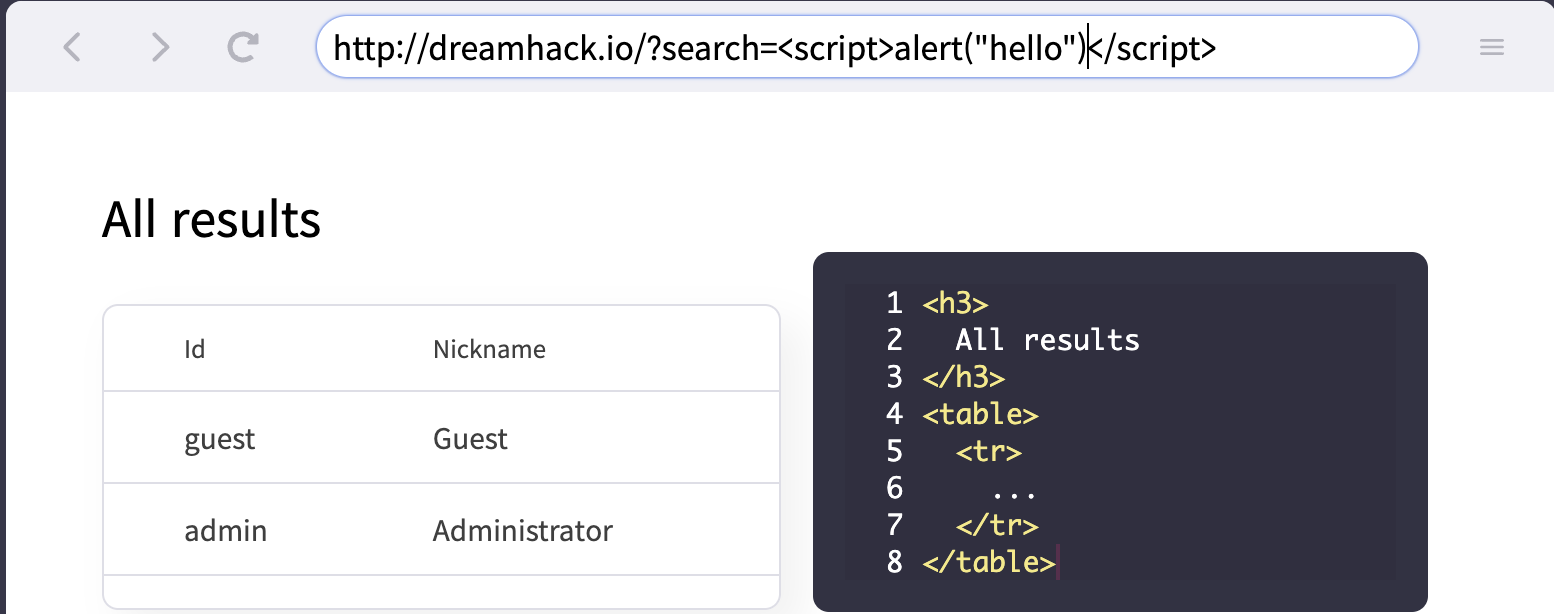 http://dreamhack.io/?search=<script>alert("hello")</script>
All results
Id Nickname
guest Guest
admin Administrator
1 <h3>
2 All results
3 </h3>
4 <table>
5 <tr>
6 ...
7 </tr>
8 </table>